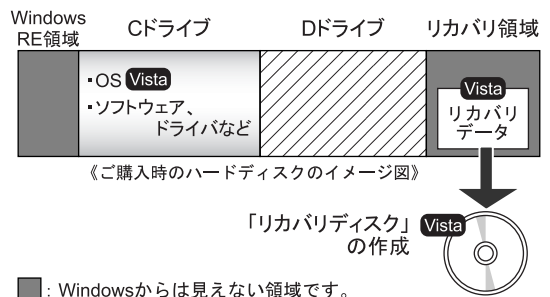 Windows
RE領域
Cドライブ
Dドライブ
リカバリ領域
・OS Vista
・ソフトウェア、
ドライバなど
Vista
リカバリ
データ
《ご購入時のハードディスクのイメージ図》
「リカバリディスク」
の作成
Vista
：Windowsからは見えない領域です。